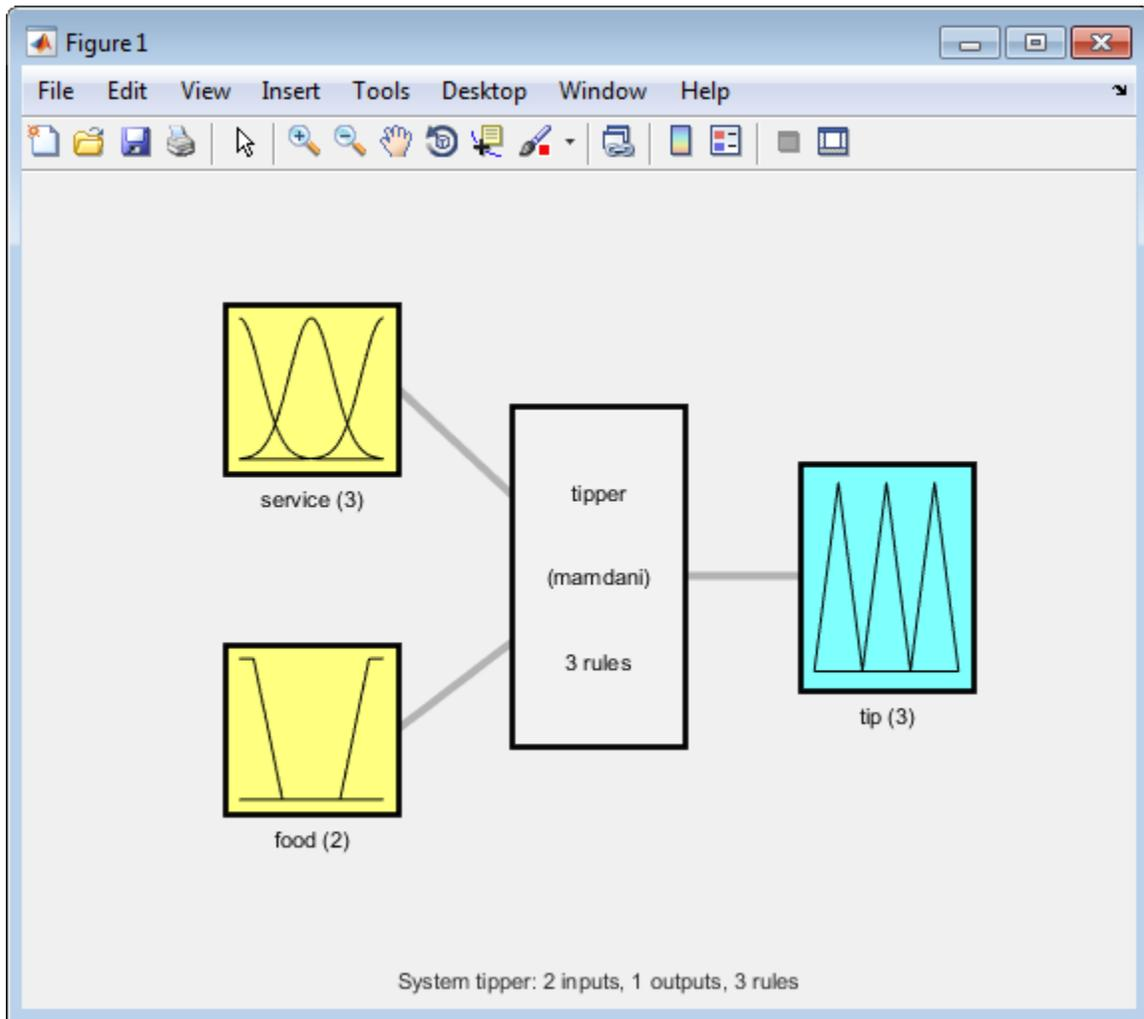 Figure 1
File Edit View Insert Tools Desktop Window Help
service (3)
tipper
(mamdani)
3 rules
tip (3)
food (2)
System tipper: 2 inputs, 1 outputs, 3 rules